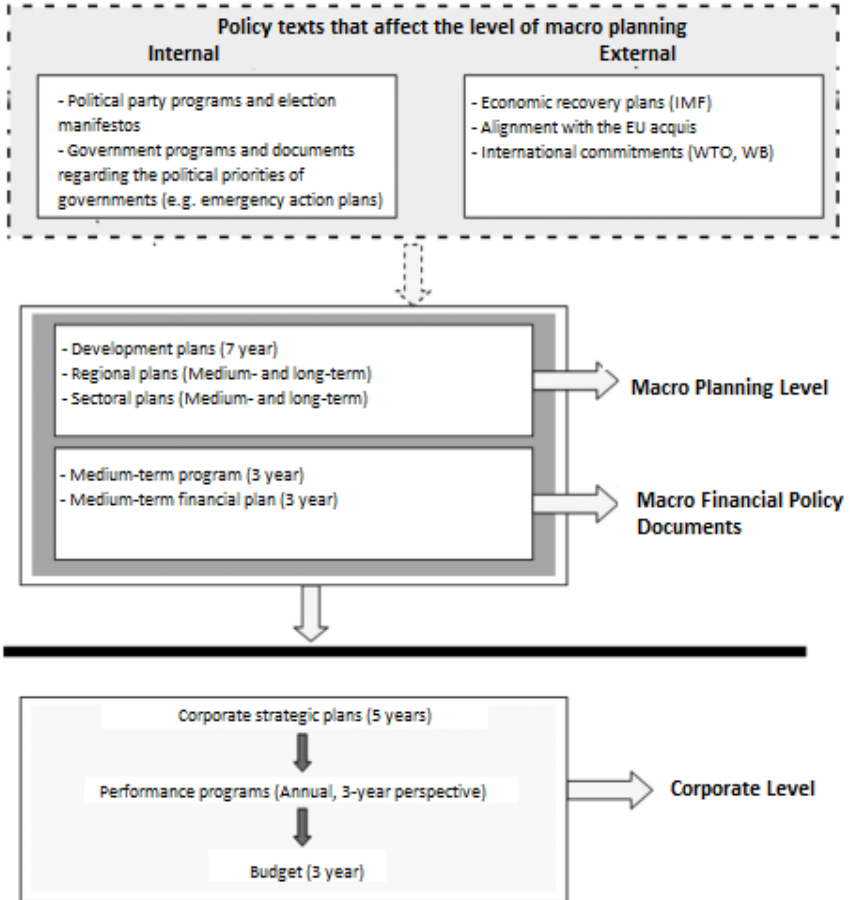 Policy texts that affect the level of macro planning
Internal
External
- Political party programs and election
manifestos
- Government programs and documents
regarding the political priorities of
governments (e.g. emergency action plans)
- Economic recovery plans (IMF)
- Alignment with the EU acquis
- International commitments (WTO, WB)
- Development plans (7 year)
- Regional plans (Medium- and long-term)
- Sectoral plans (Medium- and long-term)
Macro Planning Level
- Medium-term program (3 year)
- Medium-term financial plan (3 year)
Macro Financial Policy
Documents
Corporate strategic plans (5 years)
Performance programs (Annual, 3-year perspective)
Budget (3 year)
Corporate Level